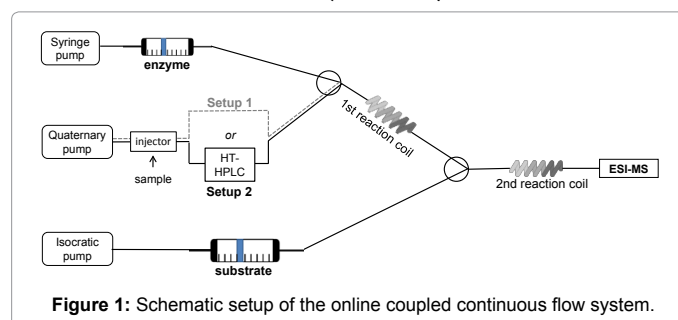 Syringe
pump
enzyme
Setup 1
or
Quaternary
pump
injector
HT-
HPLC
sample
Setup 2
1st reaction coil
2nd reaction coil
ESI-MS
Isocratic
pump
substrate
Figure 1: Schematic setup of the online coupled continuous flow system.